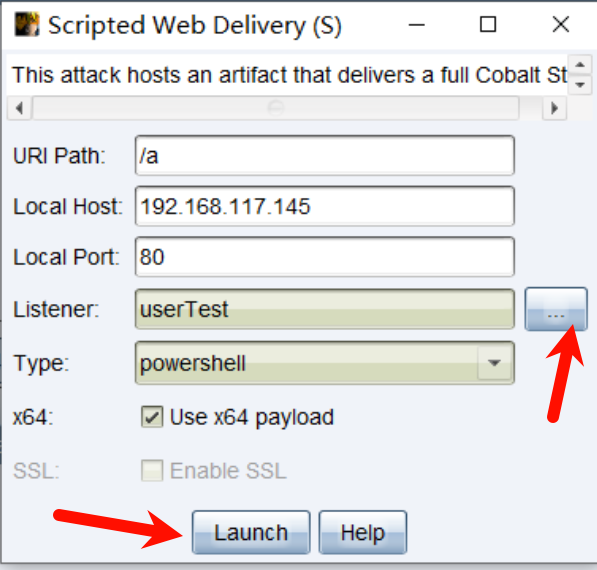 Scripted Web Delivery (S)
This attack hosts an artifact that delivers a full Cobalt St
URI Path: /a
Local Host: 192.168.117.145
Local Port: 80
Listener: userTest ...
Type: powershell
x64: Use x64 payload
SSL: Enable SSL
Launch Help